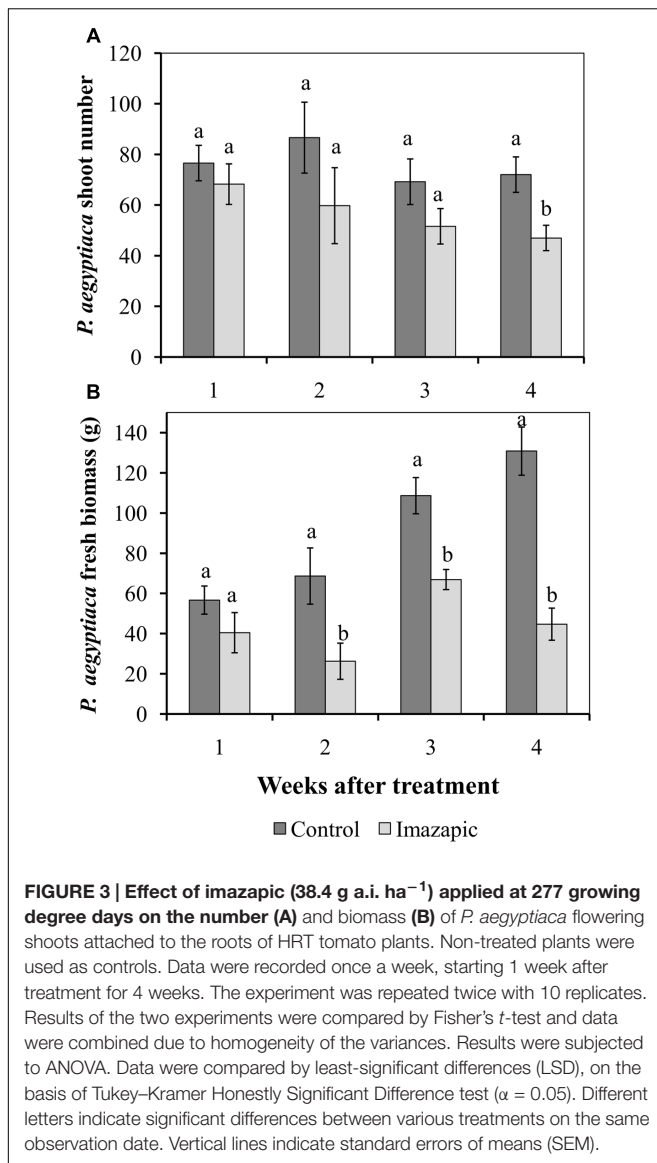 A
120
100
80
60
40
20
0
P. aegyptiaca shoot number
a a a a a a a b
1 2 3 4
B
140
120
100
80
60
40
20
0
P. aegyptiaca fresh biomass (g)
a a a b a b a b
1 2 3 4
Weeks after treatment
Control Imazapic
FIGURE 3 | Effect of imazapic (38.4 g a.i. ha−1) applied at 277 growing
degree days on the number (A) and biomass (B) of P. aegyptiaca flowering
shoots attached to the roots of HRT tomato plants. Non-treated plants were
used as controls. Data were recorded once a week, starting 1 week after
treatment for 4 weeks. The experiment was repeated twice with 10 replicates.
Results of the two experiments were compared by Fisher's t-test and data
were combined due to homogeneity of the variances. Results were subjected
to ANOVA. Data were compared by least-significant differences (LSD), on the
basis of Tukey–Kramer Honestly Significant Difference test (α = 0.05). Different
letters indicate significant differences between various treatments on the same
observation date. Vertical lines indicate standard errors of means (SEM).